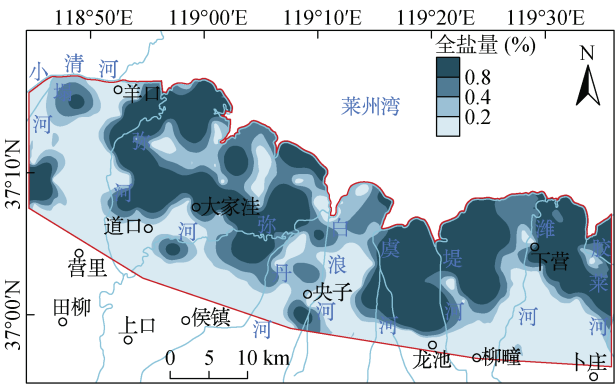 118°50′E 119°00′E 119°10′E 119°20′E 119°30′E
全盐量 (%)
0.8
0.4
0.2
N
37°10′N
37°00′N
莱州湾
小清河
河
羊口
弥河
大家洼
道口
河
弥
丹
白浪河
虞河
堤河
潍河
下营
莱
河
营里
田柳
上口
侯镇
河
央子
龙池
柳疃
卜庄
0 5 10 km